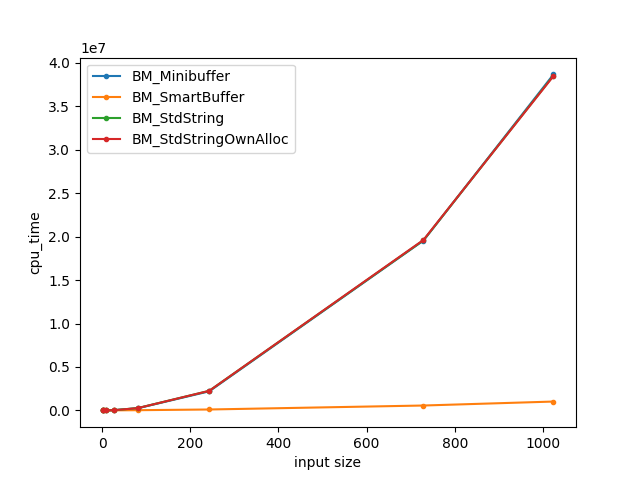 1e7
4.0
3.5
3.0
2.5
2.0
1.5
1.0
0.5
0.0
cpu_time
BM_Minibuffer
BM_SmartBuffer
BM_StdString
BM_StdStringOwnAlloc
0 200 400 600 800 1000
input size